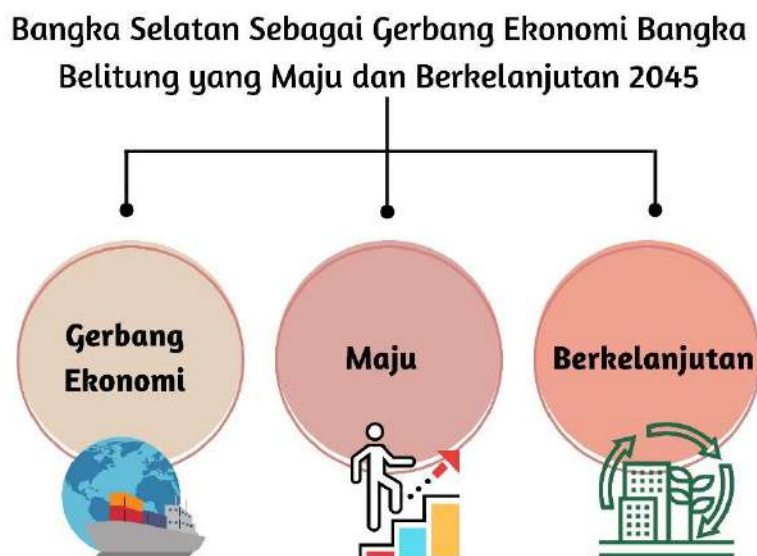 Bangka Selatan Sebagai Gerbang Ekonomi Bangka
Belitung yang Maju dan Berkelanjutan 2045
Gerbang
Ekonomi
Maju
Berkelanjutan